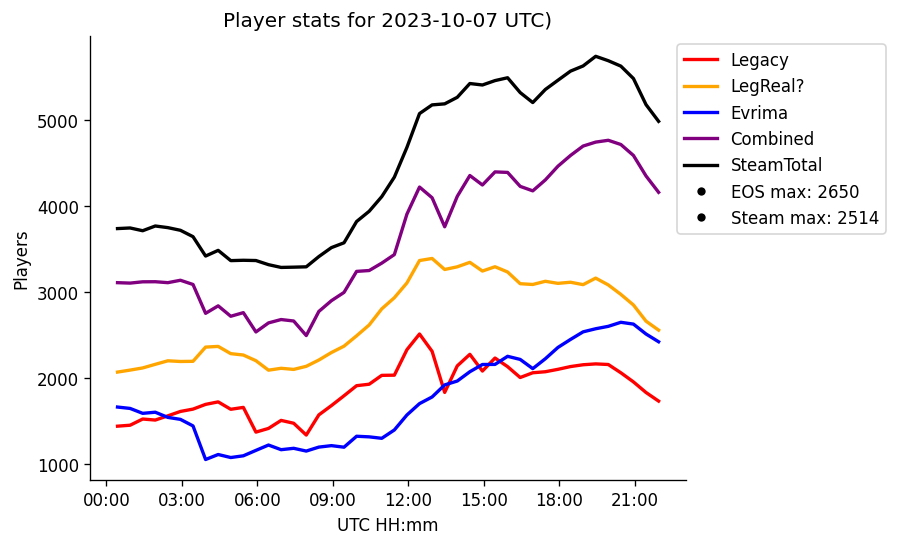 Player stats for 2023-10-07 UTC)
Legacy
LegReal?
Evrima
Combined
SteamTotal
EOS max: 2650
Steam max: 2514
Players
5000
4000
3000
2000
1000
00:00 03:00 06:00 09:00 12:00 15:00 18:00 21:00
UTC HH:mm